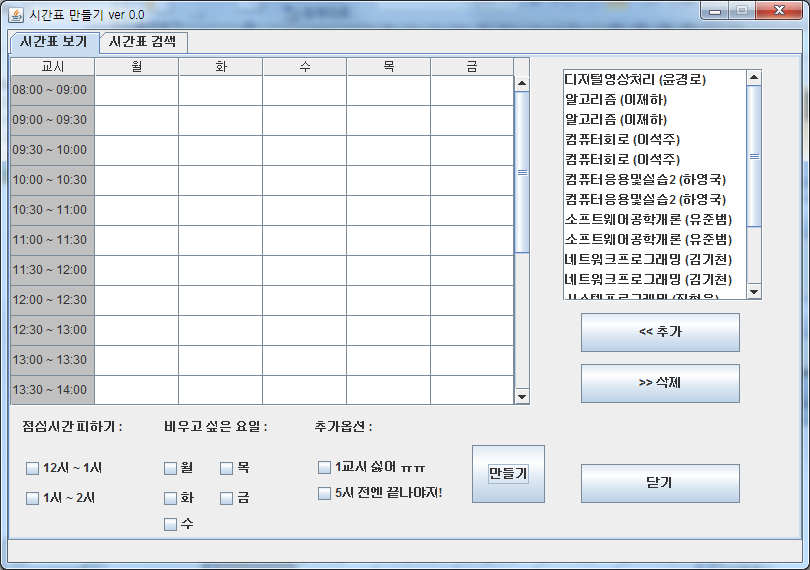 시간표 만들기 ver 0.0
시간표 보기 시간표 검색
교시 월 화 수 목 금
08:00 ~ 09:00
09:00 ~ 09:30
09:30 ~ 10:00
10:00 ~ 10:30
10:30 ~ 11:00
11:00 ~ 11:30
11:30 ~ 12:00
12:00 ~ 12:30
12:30 ~ 13:00
13:00 ~ 13:30
13:30 ~ 14:00
디지털영상처리 (윤경로)
알고리즘 (이재하)
알고리즘 (이재하)
컴퓨터회로 (이석주)
컴퓨터회로 (이석주)
컴퓨터응용및실습2 (하영국)
컴퓨터응용및실습2 (하영국)
소프트웨어공학개론 (유준범)
소프트웨어공학개론 (유준범)
네트워크프로그래밍 (김기천)
네트워크프로그래밍 (김기천)
<< 추가
>> 삭제
점심시간 피하기 : 비우고 싶은 요일 : 추가옵션 :
12시 ~ 1시 월 목 1교시 싫어 ㅠㅠ
1시 ~ 2시 화 금 5시 전엔 끝나야지!
수
만들기
닫기